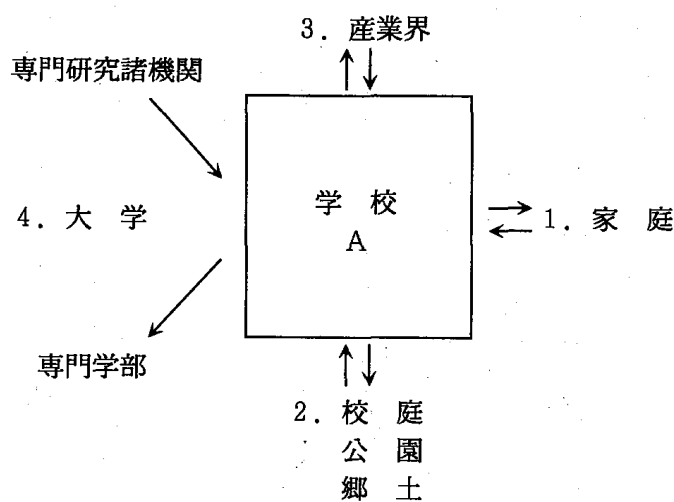 3. 産業界
専門研究諸機関
学 校
A
4. 大 学
1. 家 庭
専門学部
2. 校 庭
公 園
郷 土